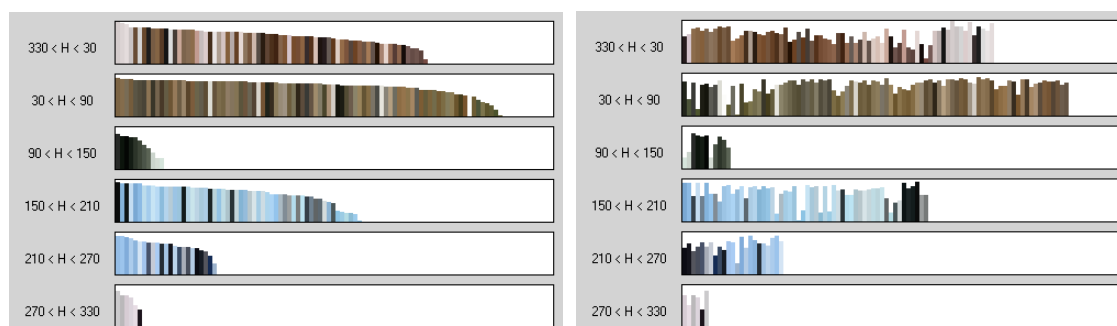 330 < H < 30
30 < H < 90
90 < H < 150
150 < H < 210
210 < H < 270
270 < H < 330
330 < H < 30
30 < H < 90
90 < H < 150
150 < H < 210
210 < H < 270
270 < H < 330